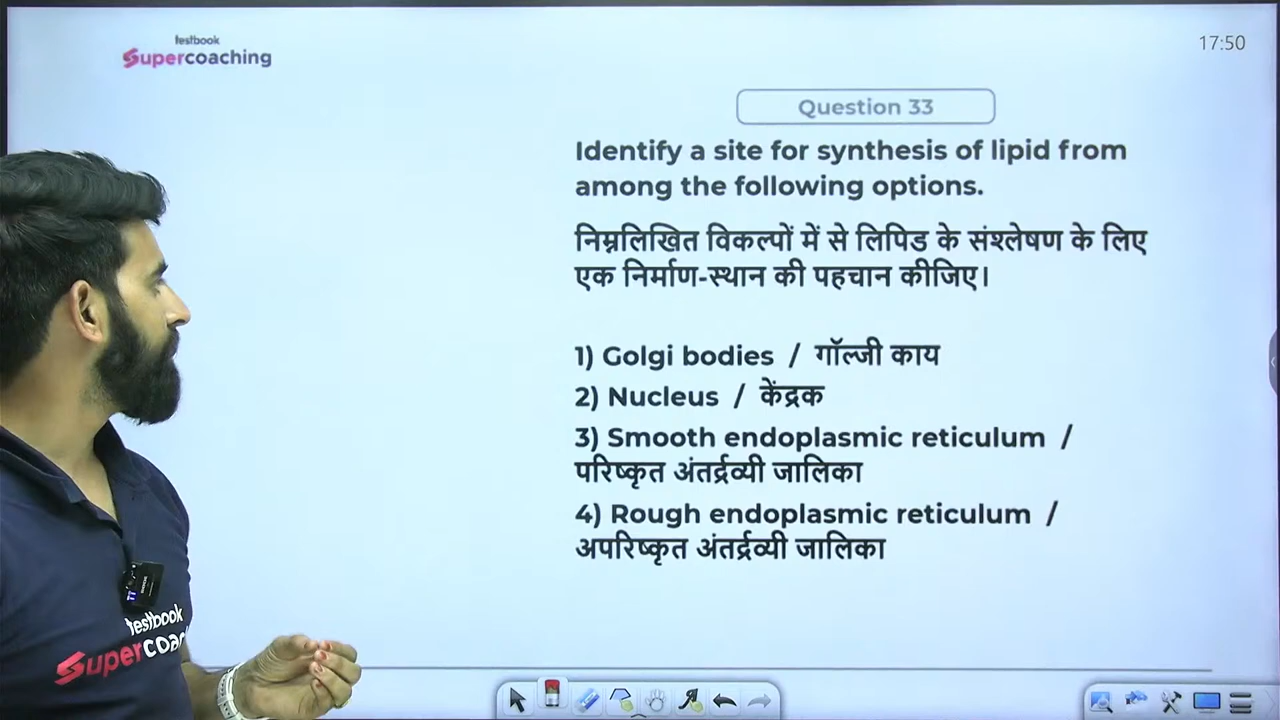 testbook
Supercoaching
17:50
Question 33
Identify a site for synthesis of lipid from
among the following options.
निम्नलिखित विकल्पों में से लिपिड के संश्लेषण के लिए
एक निर्माण-स्थान की पहचान कीजिए।
1) Golgi bodies / गॉल्जी काय
2) Nucleus / केंद्रक
3) Smooth endoplasmic reticulum /
परिष्कृत अंतर्द्रव्यी जालिका
4) Rough endoplasmic reticulum /
अपरिष्कृत अंतर्द्रव्यी जालिका
testbook
Supercoac